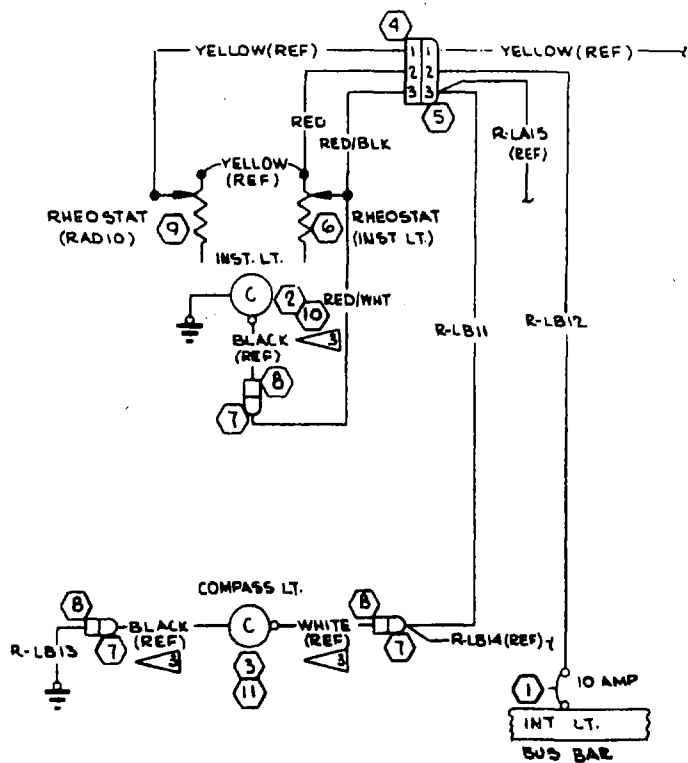 4
YELLOW(REF)
1 1
YELLOW (REF)
2 2
3 3
5
RED
RED/BLK
R-LA15
(REF)
YELLOW
(REF)
RHEOSTAT
(RADIO)
9
6
RHEOSTAT
(INST LT.)
INST. LT.
C
2
10
RED/WHT
BLACK
(REF)
3
8
7
R-LB11
R-LB12
COMPASS LT.
8
BLACK
(REF)
7
3
R-LB13
C
3
11
WHITE
(REF)
3
8
7
R-LB14(REF)
1
10 AMP
INT LT.
BUS BAR